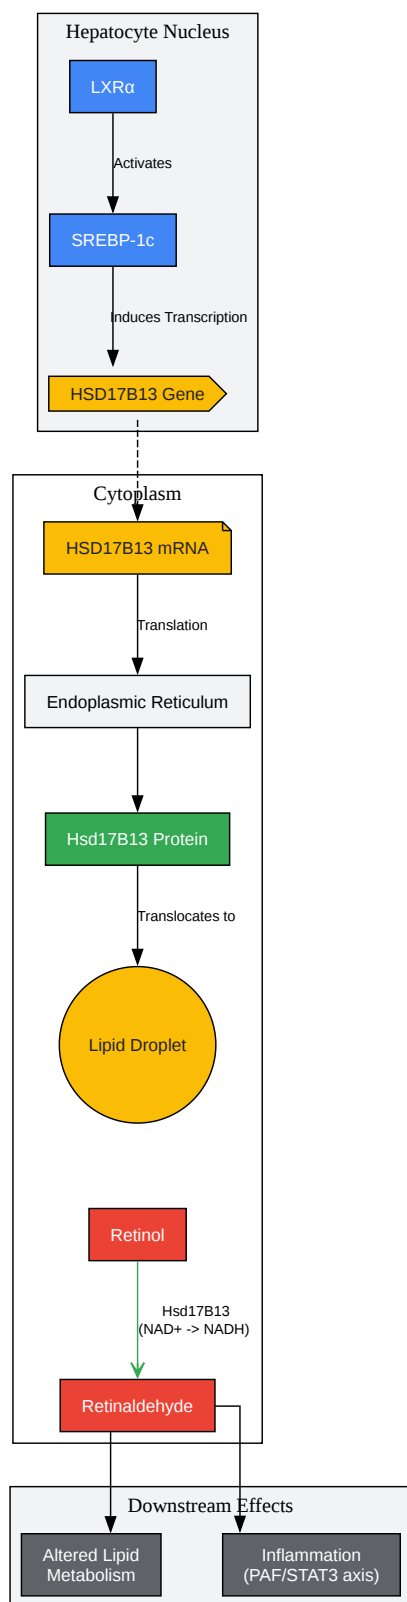 Hepatocyte Nucleus
LXRα
Activates
SREBP-1c
Induces Transcription
HSD17B13 Gene
Cytoplasm
HSD17B13 mRNA
Translation
Endoplasmic Reticulum
Hsd17B13 Protein
Translocates to
Lipid Droplet
Retinol
Hsd17B13
(NAD+ -> NADH)
Retinaldehyde
Downstream Effects
Altered Lipid
Metabolism
Inflammation
(PAF/STAT3 axis)